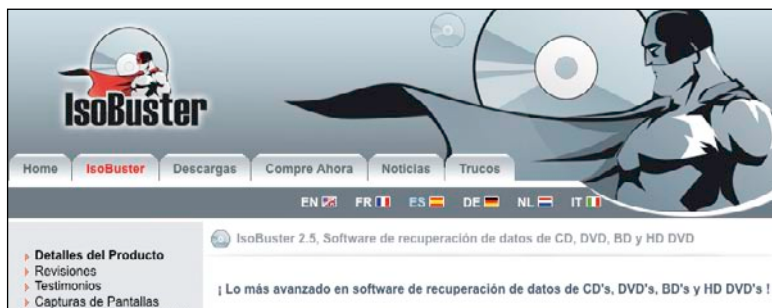 IsoBuster
Home IsoBuster Descargas Compre Ahora Noticias Trucos
EN FR ES DE NL IT
IsoBuster 2.5, Software de recuperación de datos de CD, DVD, BD y HD DVD
Detalles del Producto
Revisiones
Testimonios
Capturas de Pantallas
¡ Lo más avanzado en software de recuperación de datos de CD's, DVD's, BD's y HD DVD's !